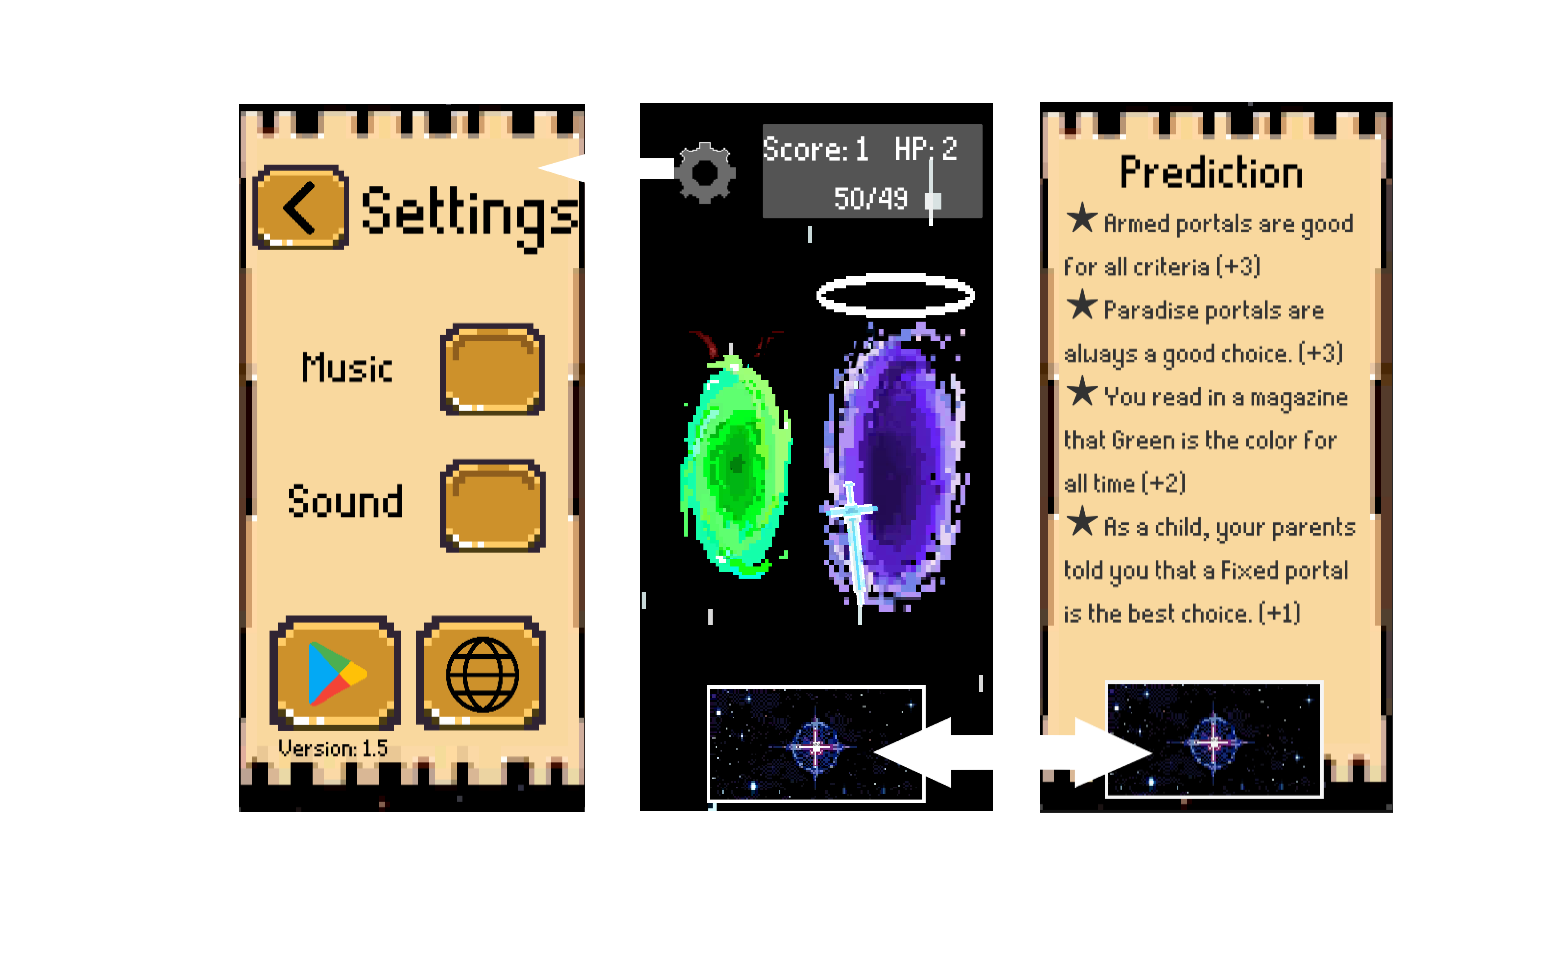 Settings
Music
Sound
Version: 1.5
Score: 1 HP: 2
50/49
Prediction
★ Armed portals are good
for all criteria (+3)
★ Paradise portals are
always a good choice. (+3)
★ You read in a magazine
that Green is the color for
all time (+2)
★ As a child, your parents
told you that a Fixed portal
is the best choice. (+1)